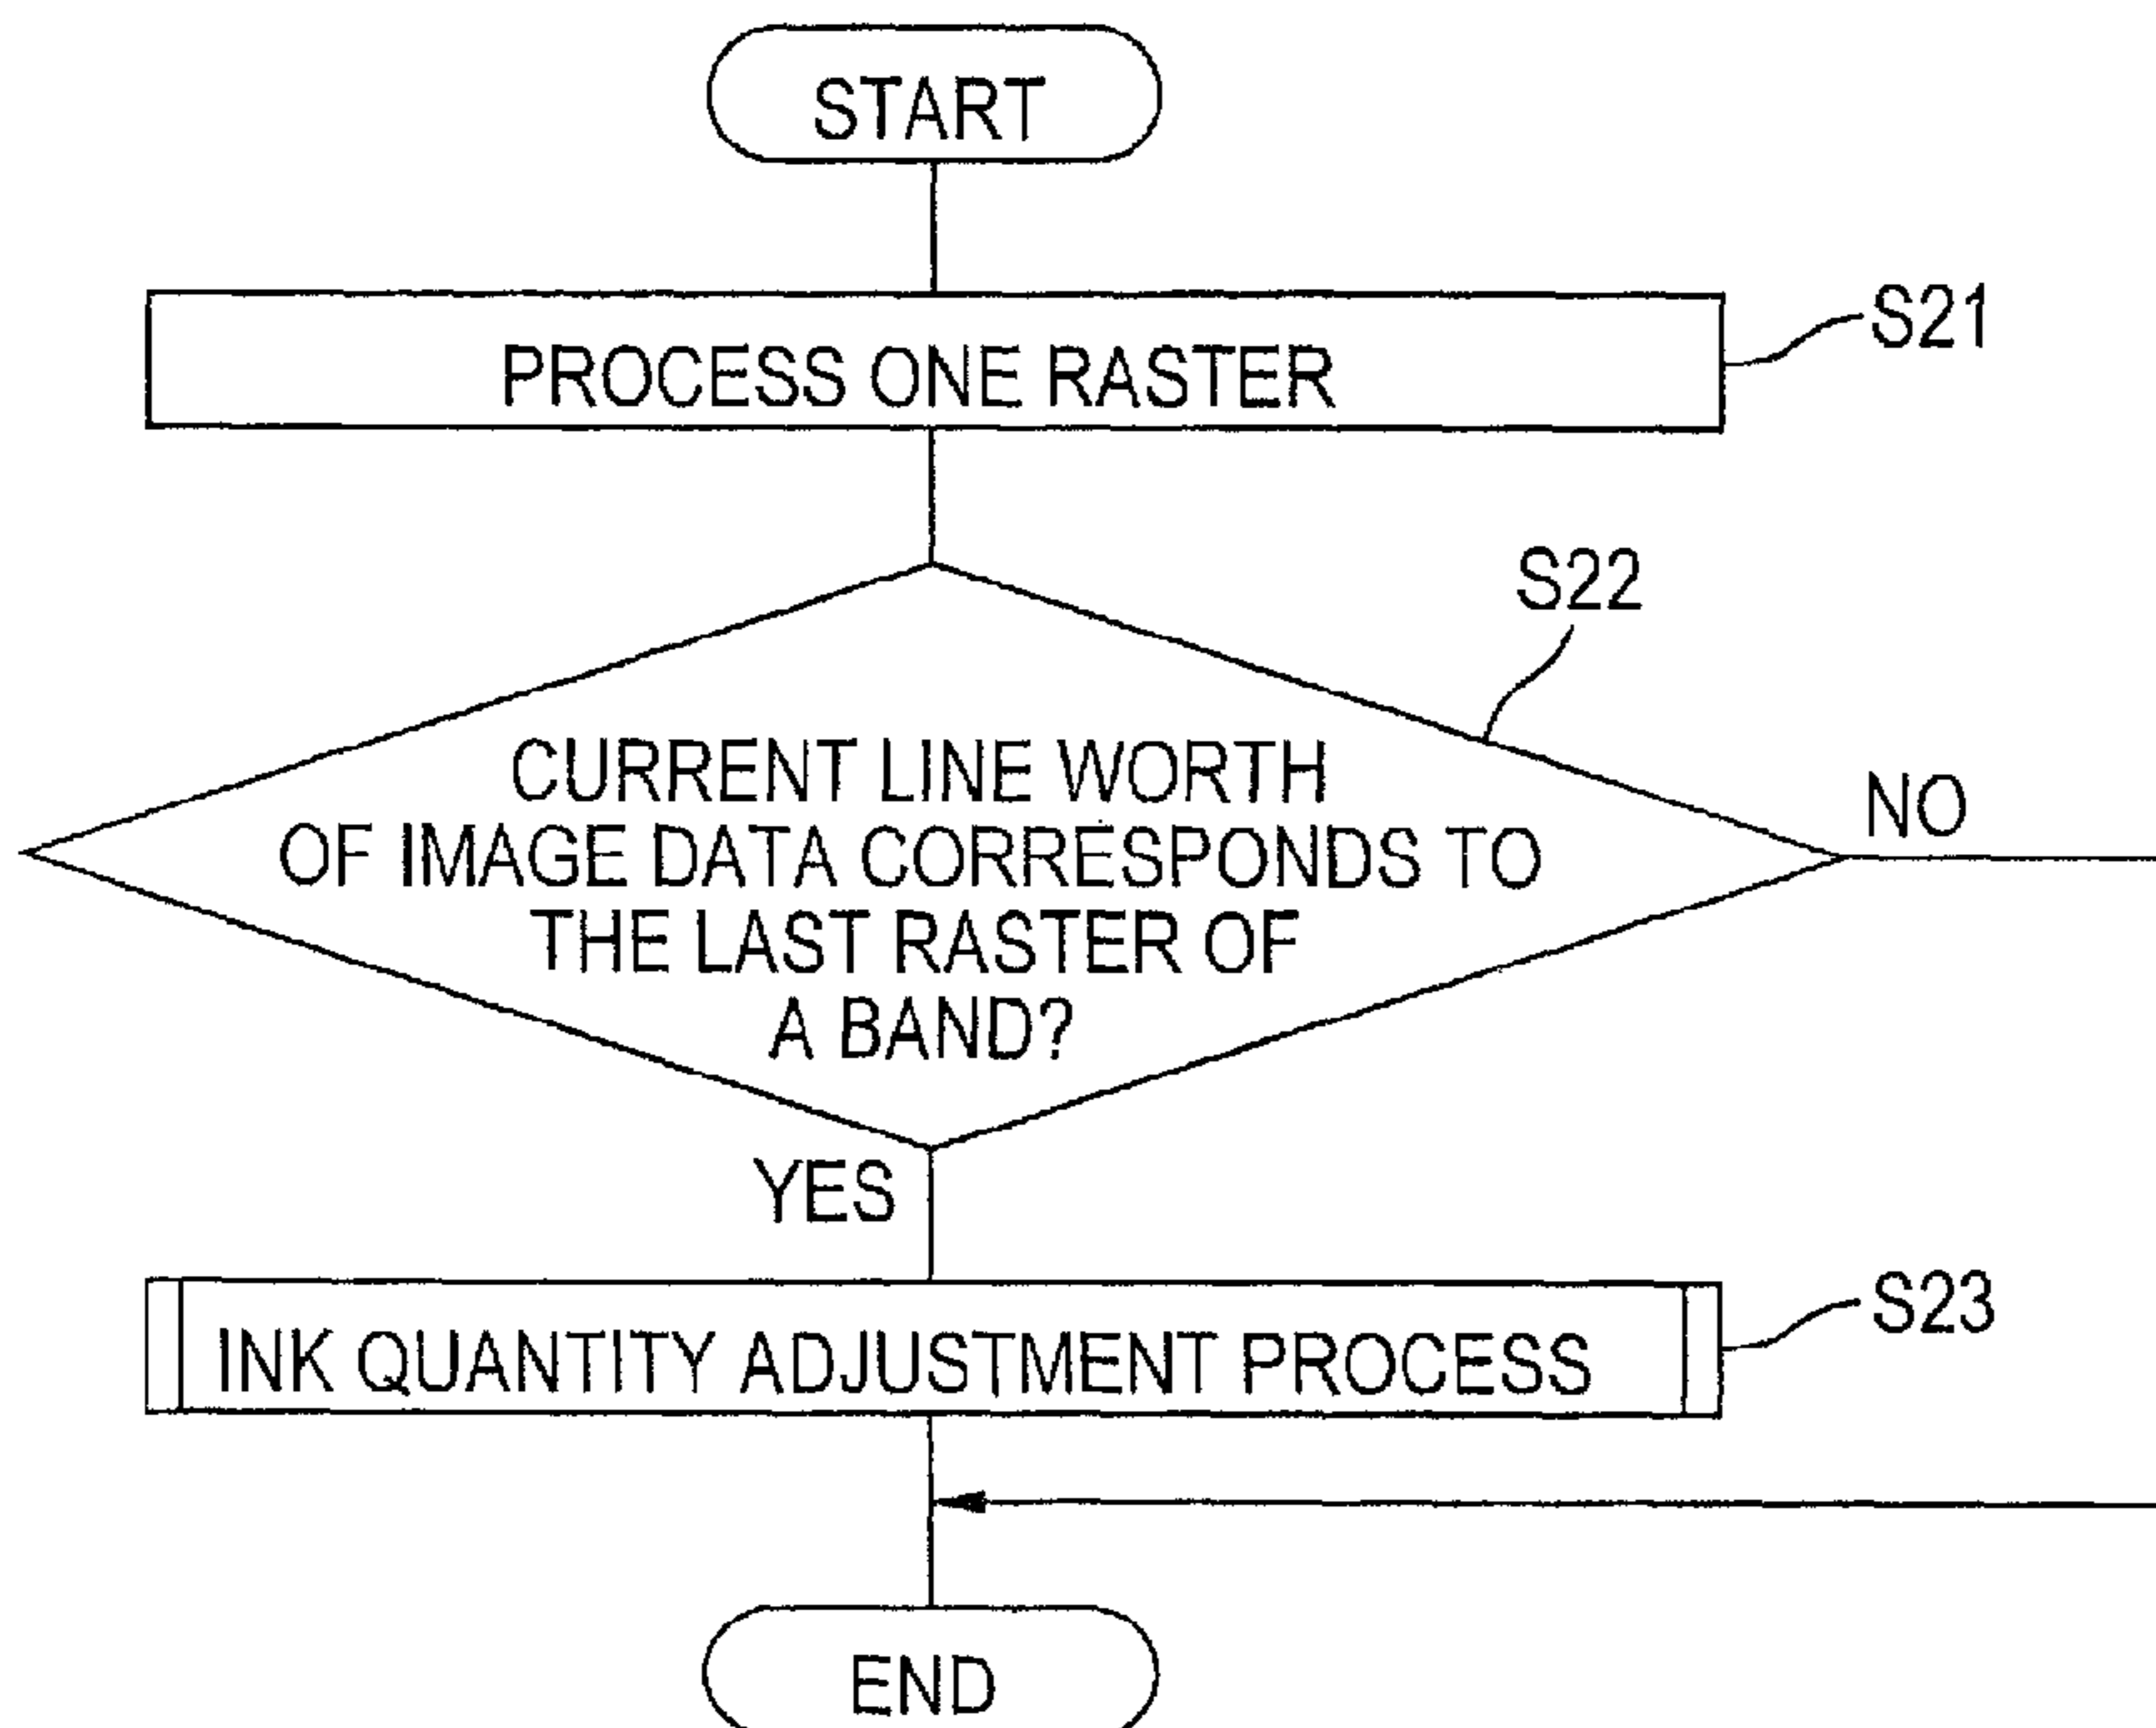 START
PROCESS ONE RASTER
S21
S22
CURRENT LINE WORTH
OF IMAGE DATA CORRESPONDS TO
THE LAST RASTER OF
A BAND?
NO
YES
INK QUANTITY ADJUSTMENT PROCESS
S23
END